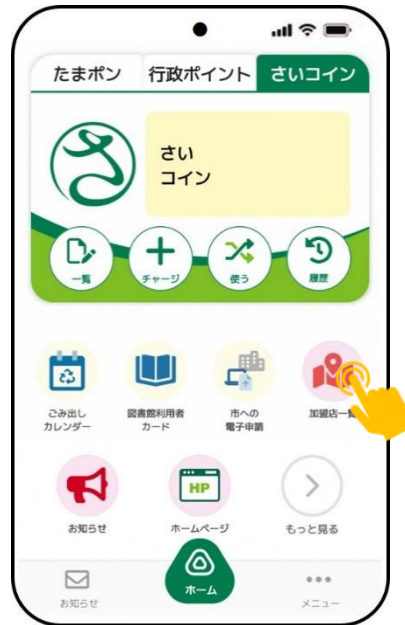 たまポン 行政ポイント さいコイン
さい
コイン
一覧 チャージ 使う 履歴
ごみ出し
カレンダー
図書館利用者
カード
市への
電子申請
加盟店一覧
HP
お知らせ ホームページ もっと見る
お知らせ ホーム メニュー